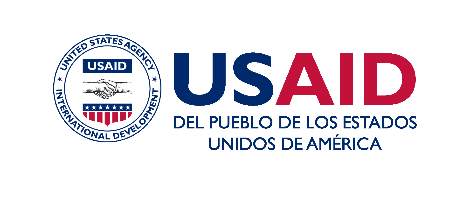 UNITED STATES AGENCY
USAID
INTERNATIONAL DEVELOPMENT
USAID
DEL PUEBLO DE LOS ESTADOS
UNIDOS DE AMÉRICA